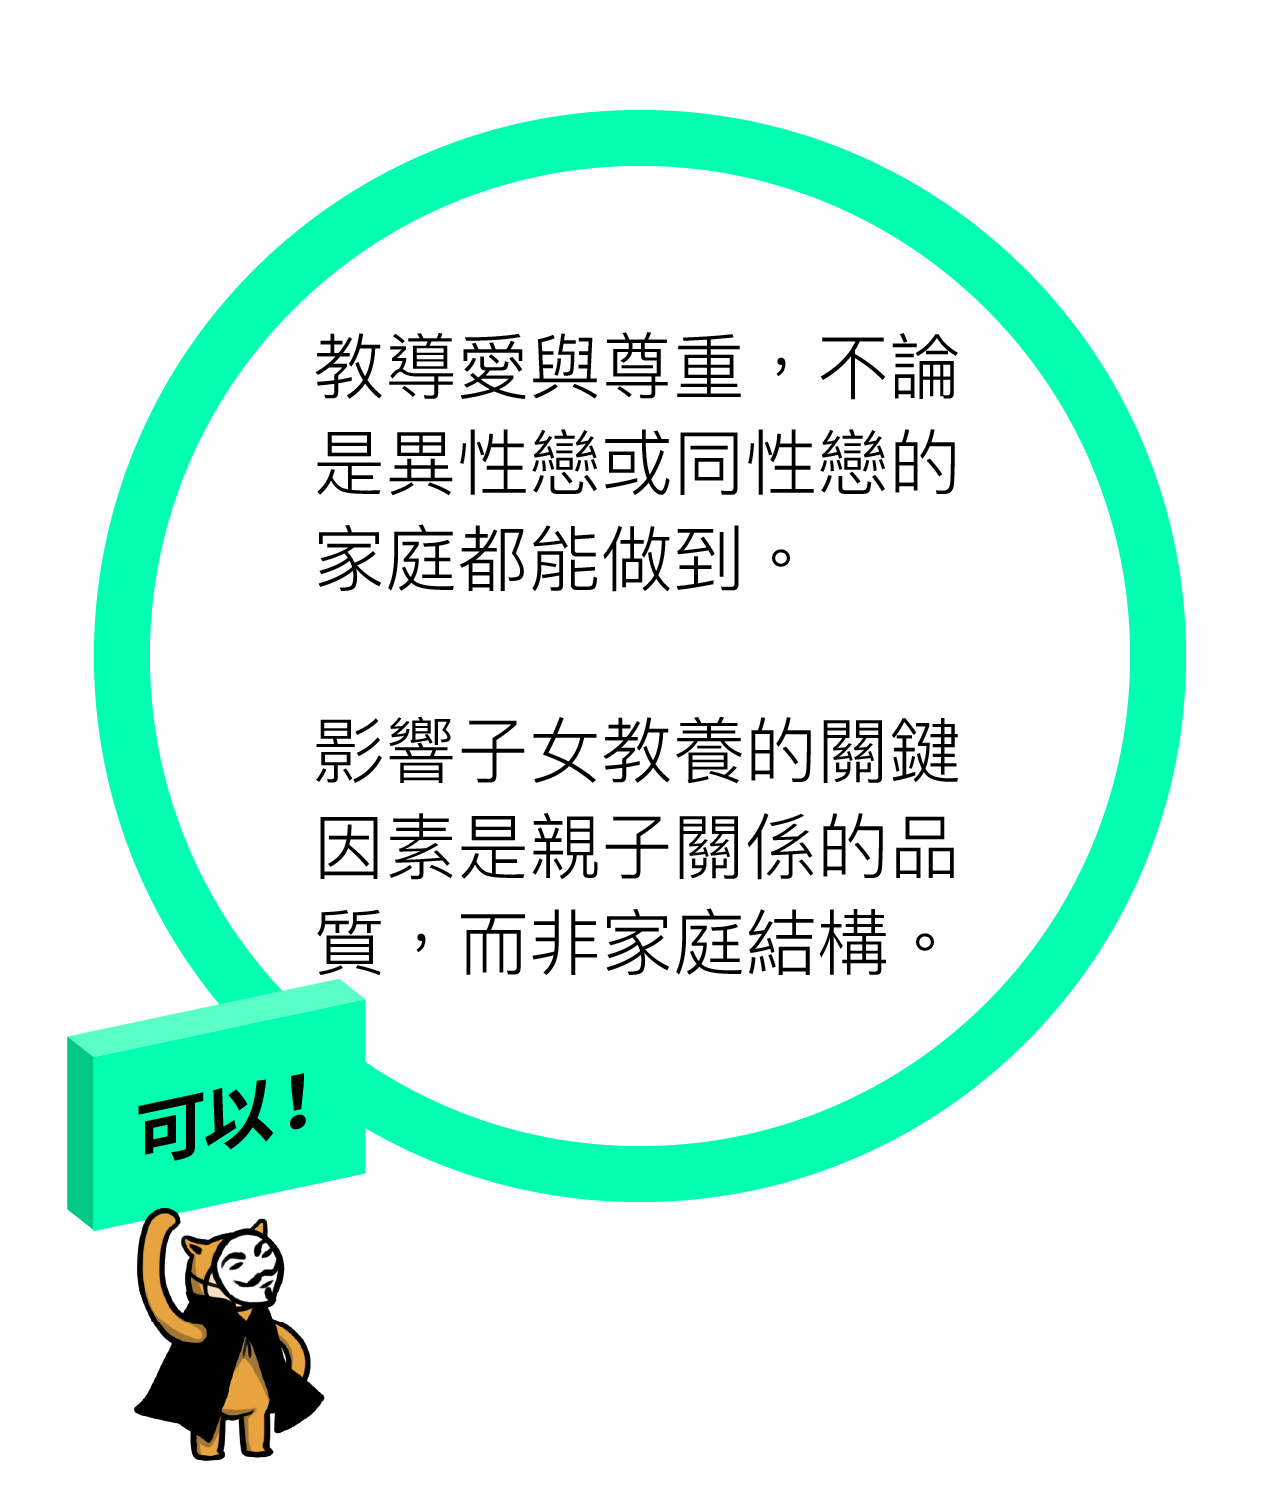 教導愛與尊重，不論
是異性戀或同性戀的
家庭都能做到。
影響子女教養的關鍵
因素是親子關係的品
質，而非家庭結構。
可以！